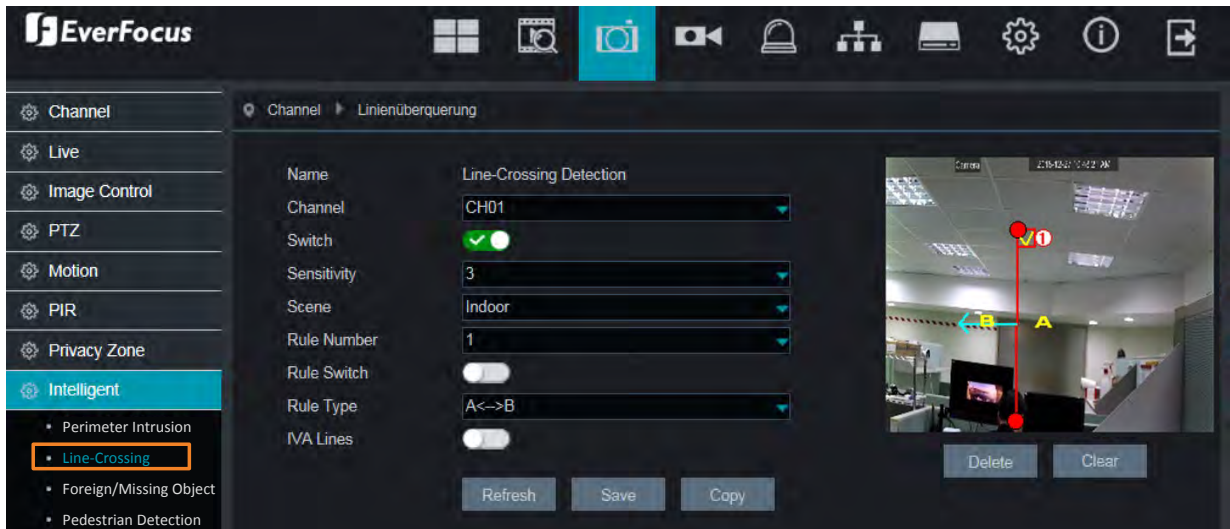 EverFocus
Channel
Live
Image Control
PTZ
Motion
PIR
Privacy Zone
Intelligent
Perimeter Intrusion
Line-Crossing
Foreign/Missing Object
Pedestrian Detection
Channel Linienüberquerung
Name Line-Crossing Detection
Channel CH01
Switch
Sensitivity 3
Scene Indoor
Rule Number 1
Rule Switch
Rule Type A<-->B
IVA Lines
Refresh Save Copy
Camera
1
B A
Delete Clear